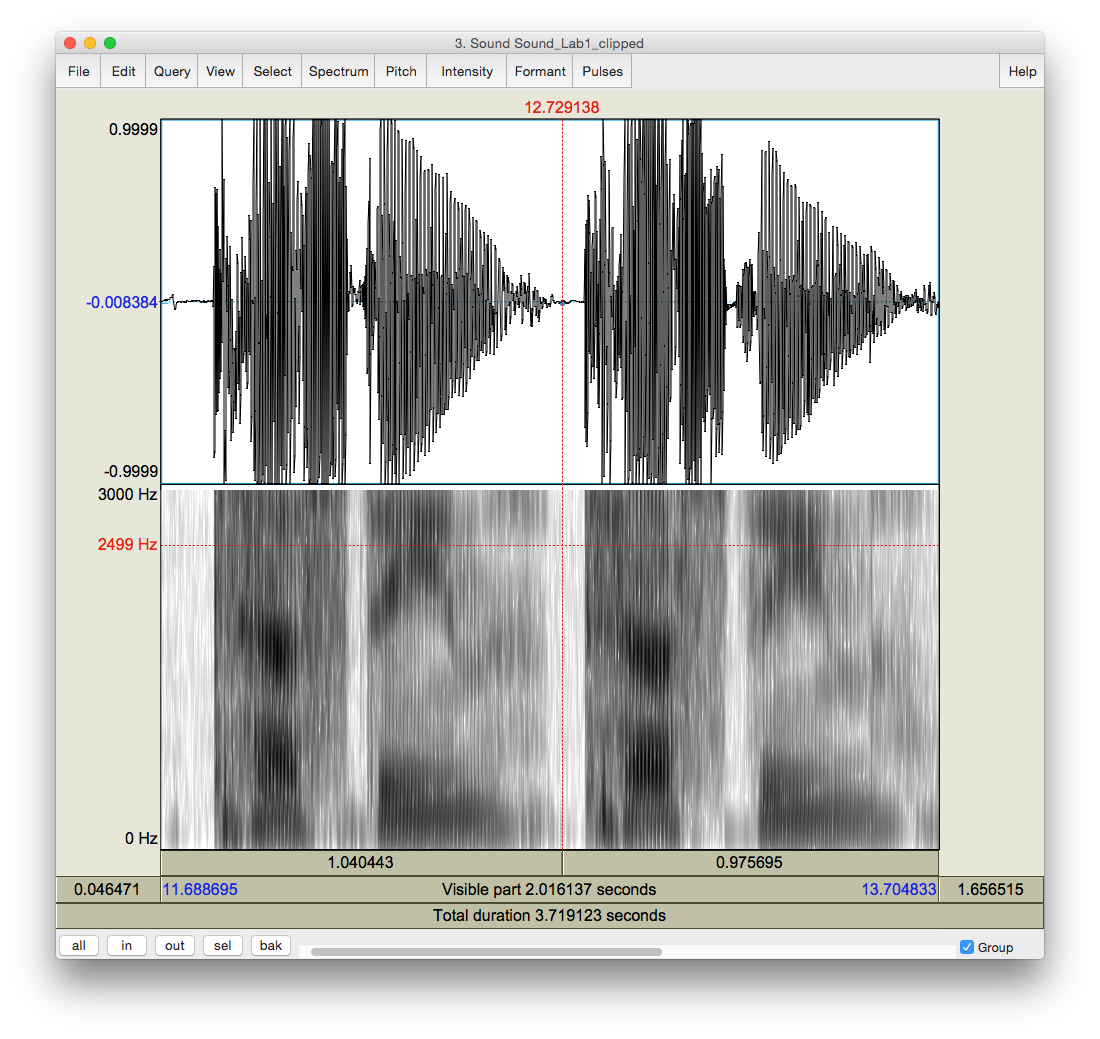 3. Sound Sound_Lab1_clipped
File Edit Query View Select Spectrum Pitch Intensity Formant Pulses Help
12.729138
0.9999
-0.008384
-0.9999
3000 Hz
2499 Hz
0 Hz
1.040443 0.975695
0.046471 11.688695 Visible part 2.016137 seconds 13.704833 1.656515
Total duration 3.719123 seconds
all in out sel bak Group